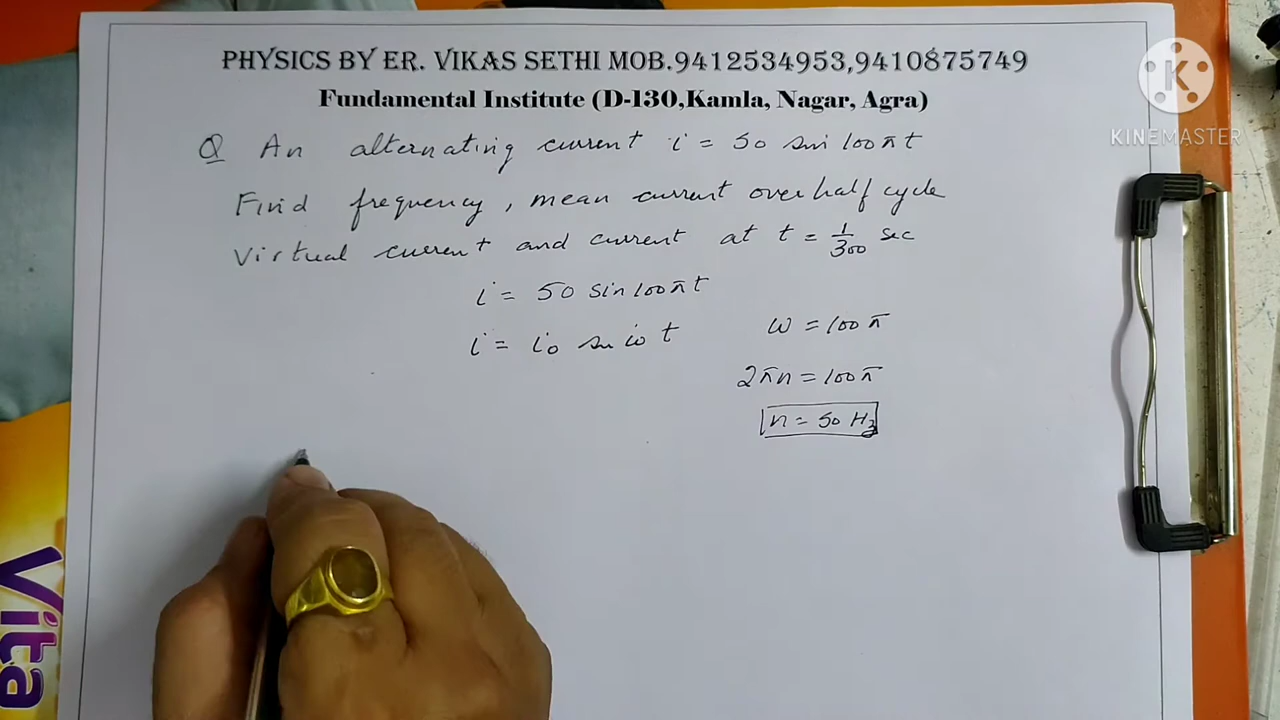 PHYSICS BY ER. VIKAS SETHI MOB.9412534953,9410875749
Fundamental Institute (D-130,Kamla, Nagar, Agra)
K
KINEMASTER
Q An alternating current i = 50 sin 100πt
Find frequency, mean current over half cycle
Virtual current and current at t = 1/300 sec
i = 50 sin 100πt
i = i₀ sin ωt
ω = 100π
2πn = 100π
n = 50 Hz
Vita